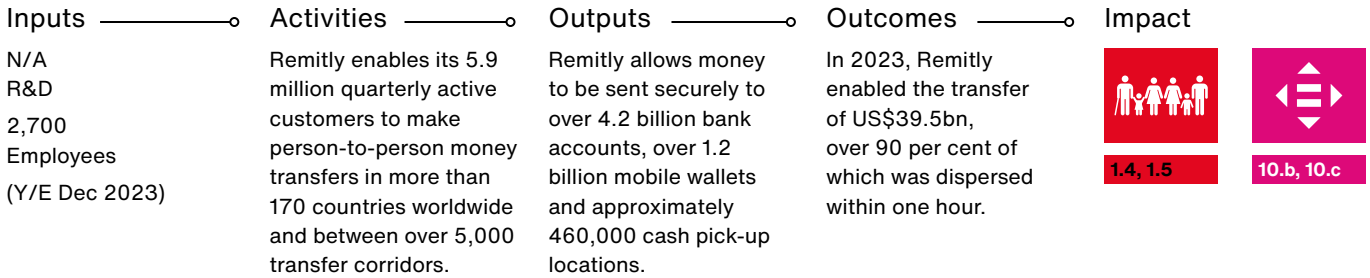 Inputs
N/A
R&D
2,700
Employees
(Y/E Dec 2023)
Activities
Remitly enables its 5.9
million quarterly active
customers to make
person-to-person money
transfers in more than
170 countries worldwide
and between over 5,000
transfer corridors.
Outputs
Remitly allows money
to be sent securely to
over 4.2 billion bank
accounts, over 1.2
billion mobile wallets
and approximately
460,000 cash pick-up
locations.
Outcomes
In 2023, Remitly
enabled the transfer
of US$39.5bn,
over 90 per cent of
which was dispersed
within one hour.
Impact
1.4, 1.5
10.b, 10.c